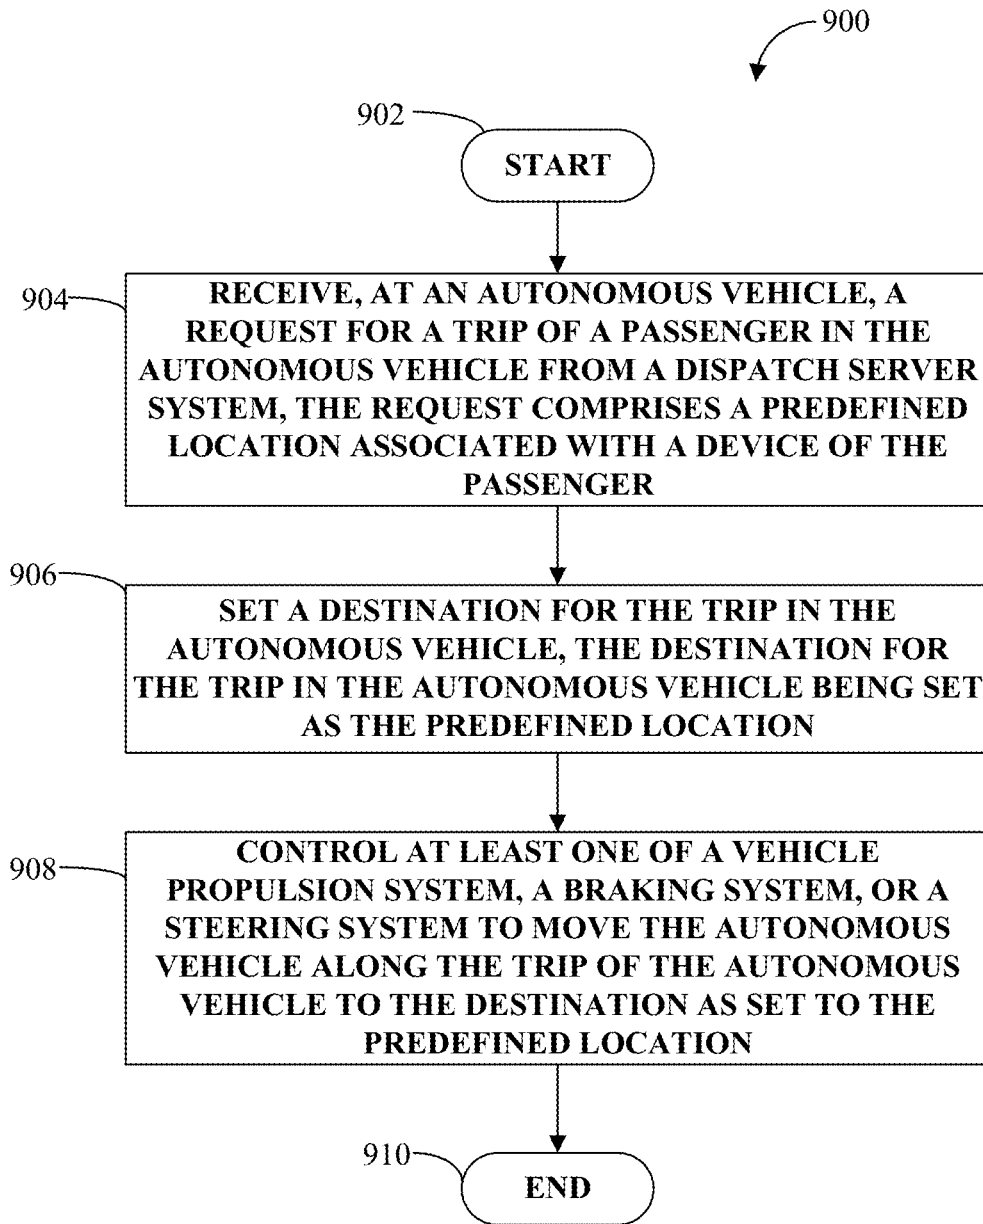 900
902
START
904
RECEIVE, AT AN AUTONOMOUS VEHICLE, A
REQUEST FOR A TRIP OF A PASSENGER IN THE
AUTONOMOUS VEHICLE FROM A DISPATCH SERVER
SYSTEM, THE REQUEST COMPRISES A PREDEFINED
LOCATION ASSOCIATED WITH A DEVICE OF THE
PASSENGER
906
SET A DESTINATION FOR THE TRIP IN THE
AUTONOMOUS VEHICLE, THE DESTINATION FOR
THE TRIP IN THE AUTONOMOUS VEHICLE BEING SET
AS THE PREDEFINED LOCATION
908
CONTROL AT LEAST ONE OF A VEHICLE
PROPULSION SYSTEM, A BRAKING SYSTEM, OR A
STEERING SYSTEM TO MOVE THE AUTONOMOUS
VEHICLE ALONG THE TRIP OF THE AUTONOMOUS
VEHICLE TO THE DESTINATION AS SET TO THE
PREDEFINED LOCATION
910
END